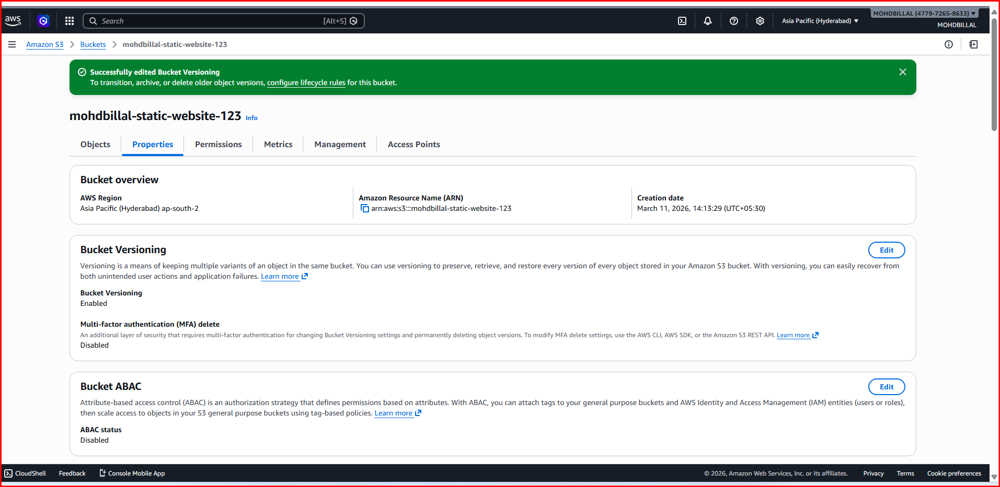 aws
Search
[Alt+S]
Asia Pacific (Hyderabad)
MOHDBILLAL (4779-7265-8633)
MOHDBILLAL
Amazon S3
Buckets
mohdbillal-static-website-123
Successfully edited Bucket Versioning
To transition, archive, or delete older object versions, configure lifecycle rules for this bucket.
mohdbillal-static-website-123 Info
Objects
Properties
Permissions
Metrics
Management
Access Points
Bucket overview
AWS Region
Asia Pacific (Hyderabad) ap-south-2
Amazon Resource Name (ARN)
arn:aws:s3:::mohdbillal-static-website-123
Creation date
March 11, 2026, 14:13:29 (UTC+05:30)
Bucket Versioning
Edit
Versioning is a means of keeping multiple variants of an object in the same bucket. You can use versioning to preserve, retrieve, and restore every version of every object stored in your Amazon S3 bucket. With versioning, you can easily recover from
both unintended user actions and application failures. Learn more
Bucket Versioning
Enabled
Multi-factor authentication (MFA) delete
An additional layer of security that requires multi-factor authentication for changing Bucket Versioning settings and permanently deleting object versions. To modify MFA delete settings, use the AWS CLI, AWS SDK, or the Amazon S3 REST API. Learn more
Disabled
Bucket ABAC
Edit
Attribute-based access control (ABAC) is an authorization strategy that defines permissions based on attributes. With ABAC, you can attach tags to your general purpose buckets and AWS Identity and Access Management (IAM) entities (users or roles),
then scale access to objects in your S3 general purpose buckets using tag-based policies. Learn more
ABAC status
Disabled
CloudShell
Feedback
Console Mobile App
© 2026, Amazon Web Services, Inc. or its affiliates.
Privacy
Terms
Cookie preferences